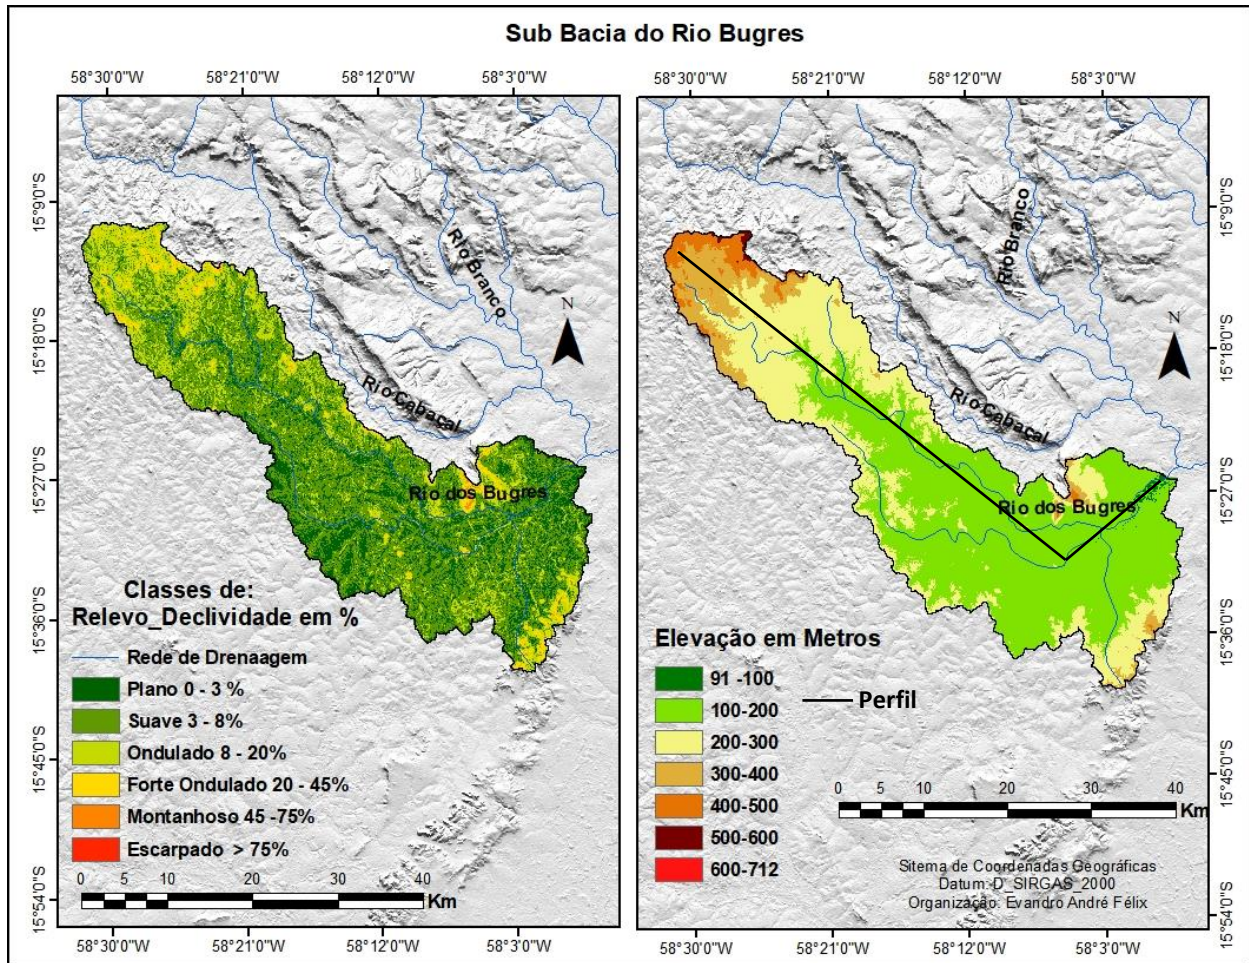 Sub Bacia do Rio Bugres
58°30'0"W 58°21'0"W 58°12'0"W 58°3'0"W
15°9'0"S
15°18'0"S
15°27'0"S
15°36'0"S
15°45'0"S
15°54'0"S
Rio Branco
N
Rio Cabaçal
Rio dos Bugres
Classes de:
Relevo_Declividade em %
Rede de Drenaagem
Plano 0 - 3 %
Suave 3 - 8%
Ondulado 8 - 20%
Forte Ondulado 20 - 45%
Montanhoso 45 -75%
Escarpado > 75%
0 5 10 20 30 40
Km
58°30'0"W 58°21'0"W 58°12'0"W 58°3'0"W
58°30'0"W 58°21'0"W 58°12'0"W 58°3'0"W
Rio Branco
N
Rio Cabaçal
Rio dos Bugres
Elevação em Metros
91 -100
100-200
200-300
300-400
400-500
500-600
600-712
Perfil
0 5 10 20 30 40
Km
Sitema de Coordenadas Geográficas
Datum: D_SIRGAS_2000
Organização: Evandro André Félix
15°9'0"S
15°18'0"S
15°27'0"S
15°36'0"S
15°45'0"S
15°54'0"S
58°30'0"W 58°21'0"W 58°12'0"W 58°3'0"W